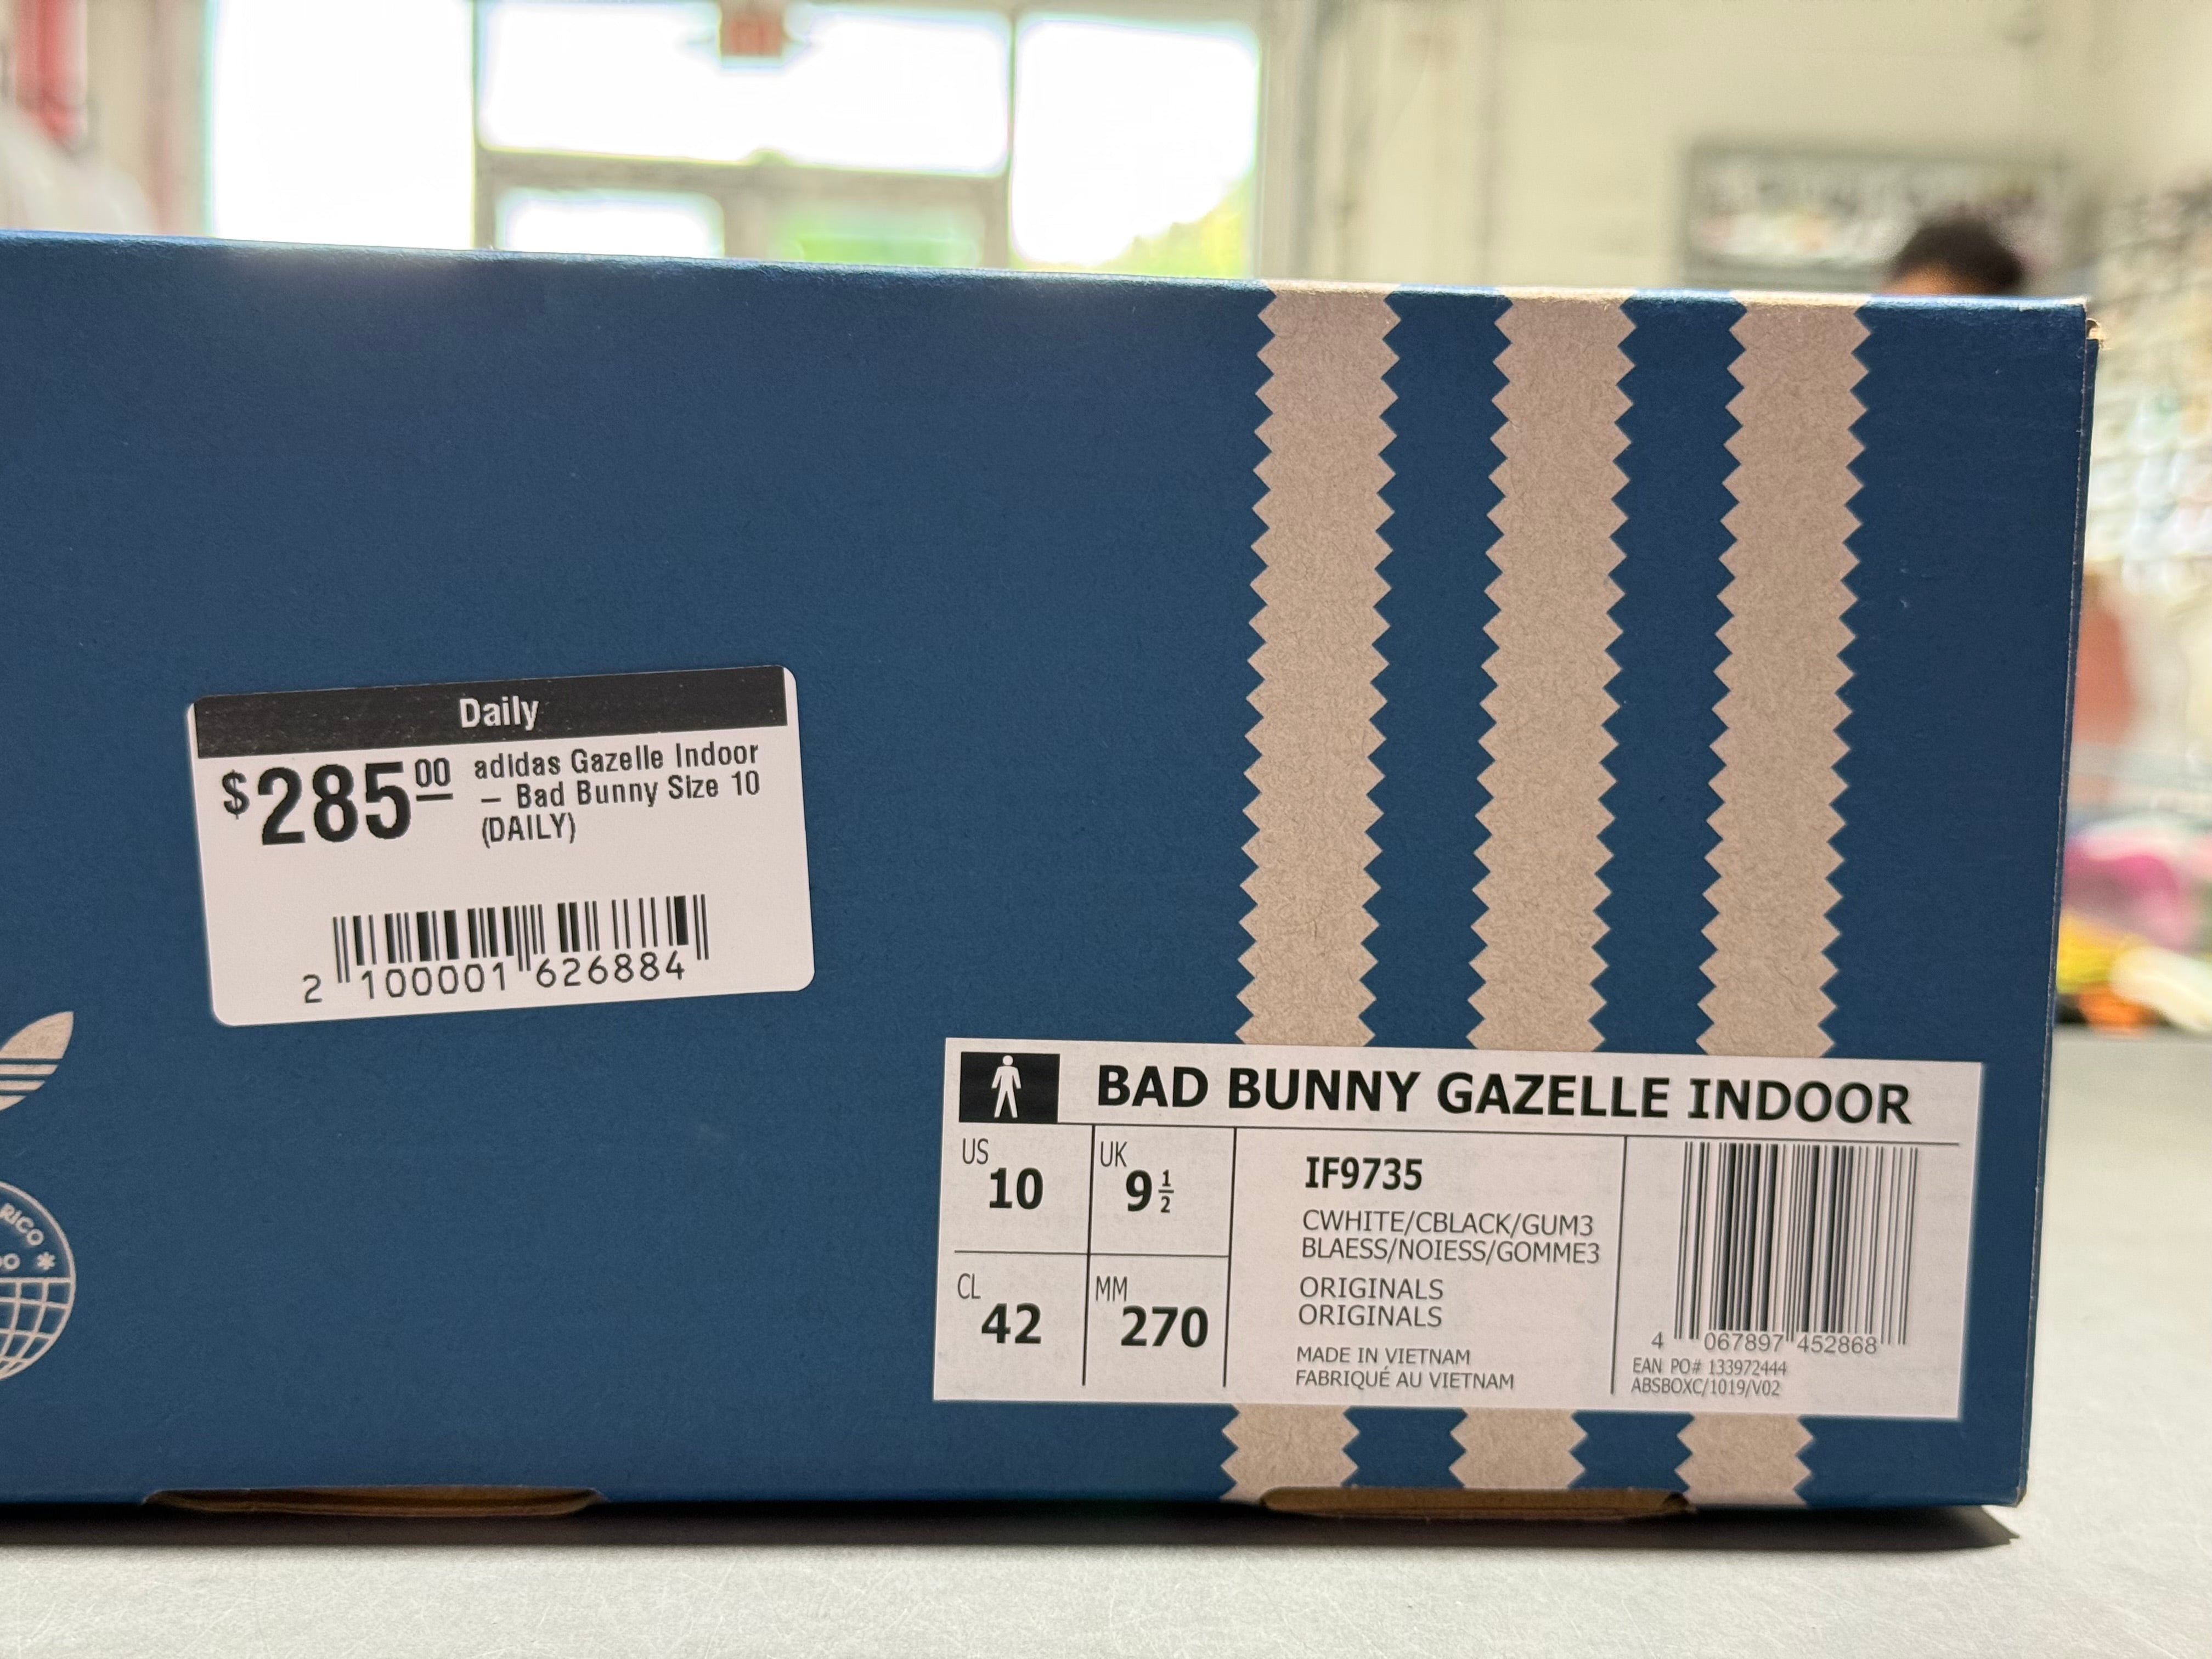 Daily
$285 00
adidas Gazelle Indoor
– Bad Bunny Size 10
(DAILY)
2 100001 626884
RICO
BAD BUNNY GAZELLE INDOOR
US 10
UK 9 1/2
CL 42
MM 270
IF9735
CWHITE/CBLACK/GUM3
BLAESS/NOIESS/GOMME3
ORIGINALS
ORIGINALS
MADE IN VIETNAM
FABRIQUÉ AU VIETNAM
4 067897 452868
EAN PO# 133972444
ABSBOXC/1019/V02